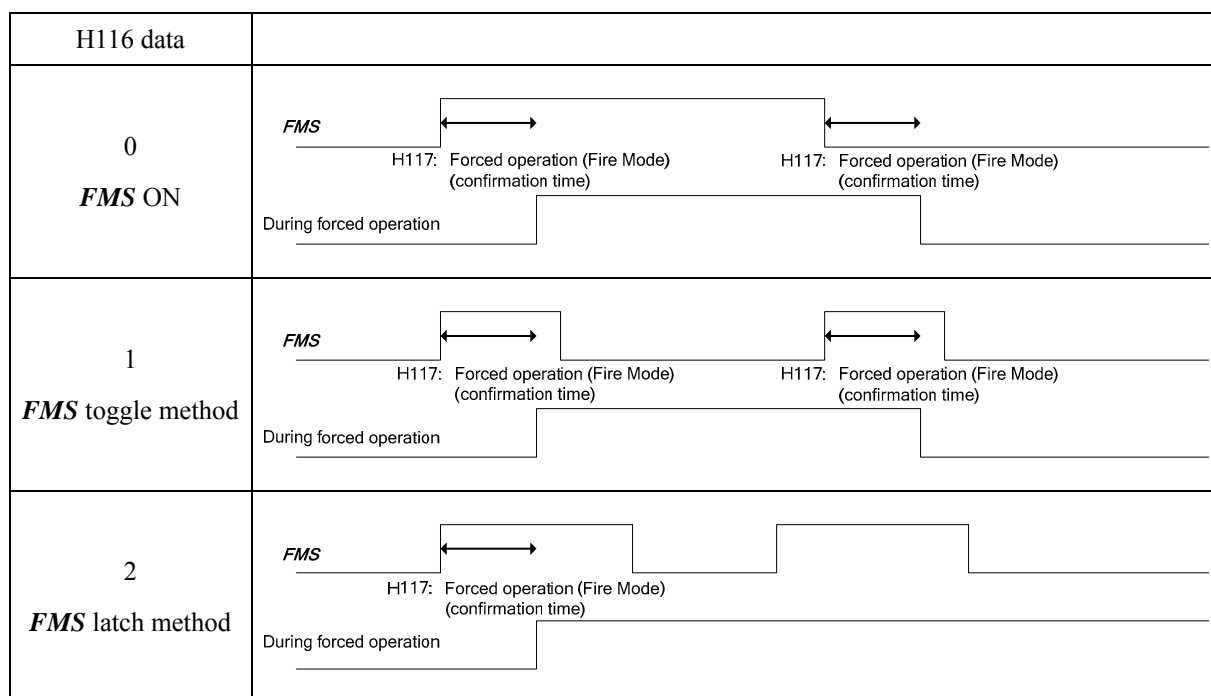 H116 data
0
FMS ON
FMS
H117: Forced operation (Fire Mode)
(confirmation time)
H117: Forced operation (Fire Mode)
(confirmation time)
During forced operation
1
FMS toggle method
FMS
H117: Forced operation (Fire Mode)
(confirmation time)
H117: Forced operation (Fire Mode)
(confirmation time)
During forced operation
2
FMS latch method
FMS
H117: Forced operation (Fire Mode)
(confirmation time)
During forced operation